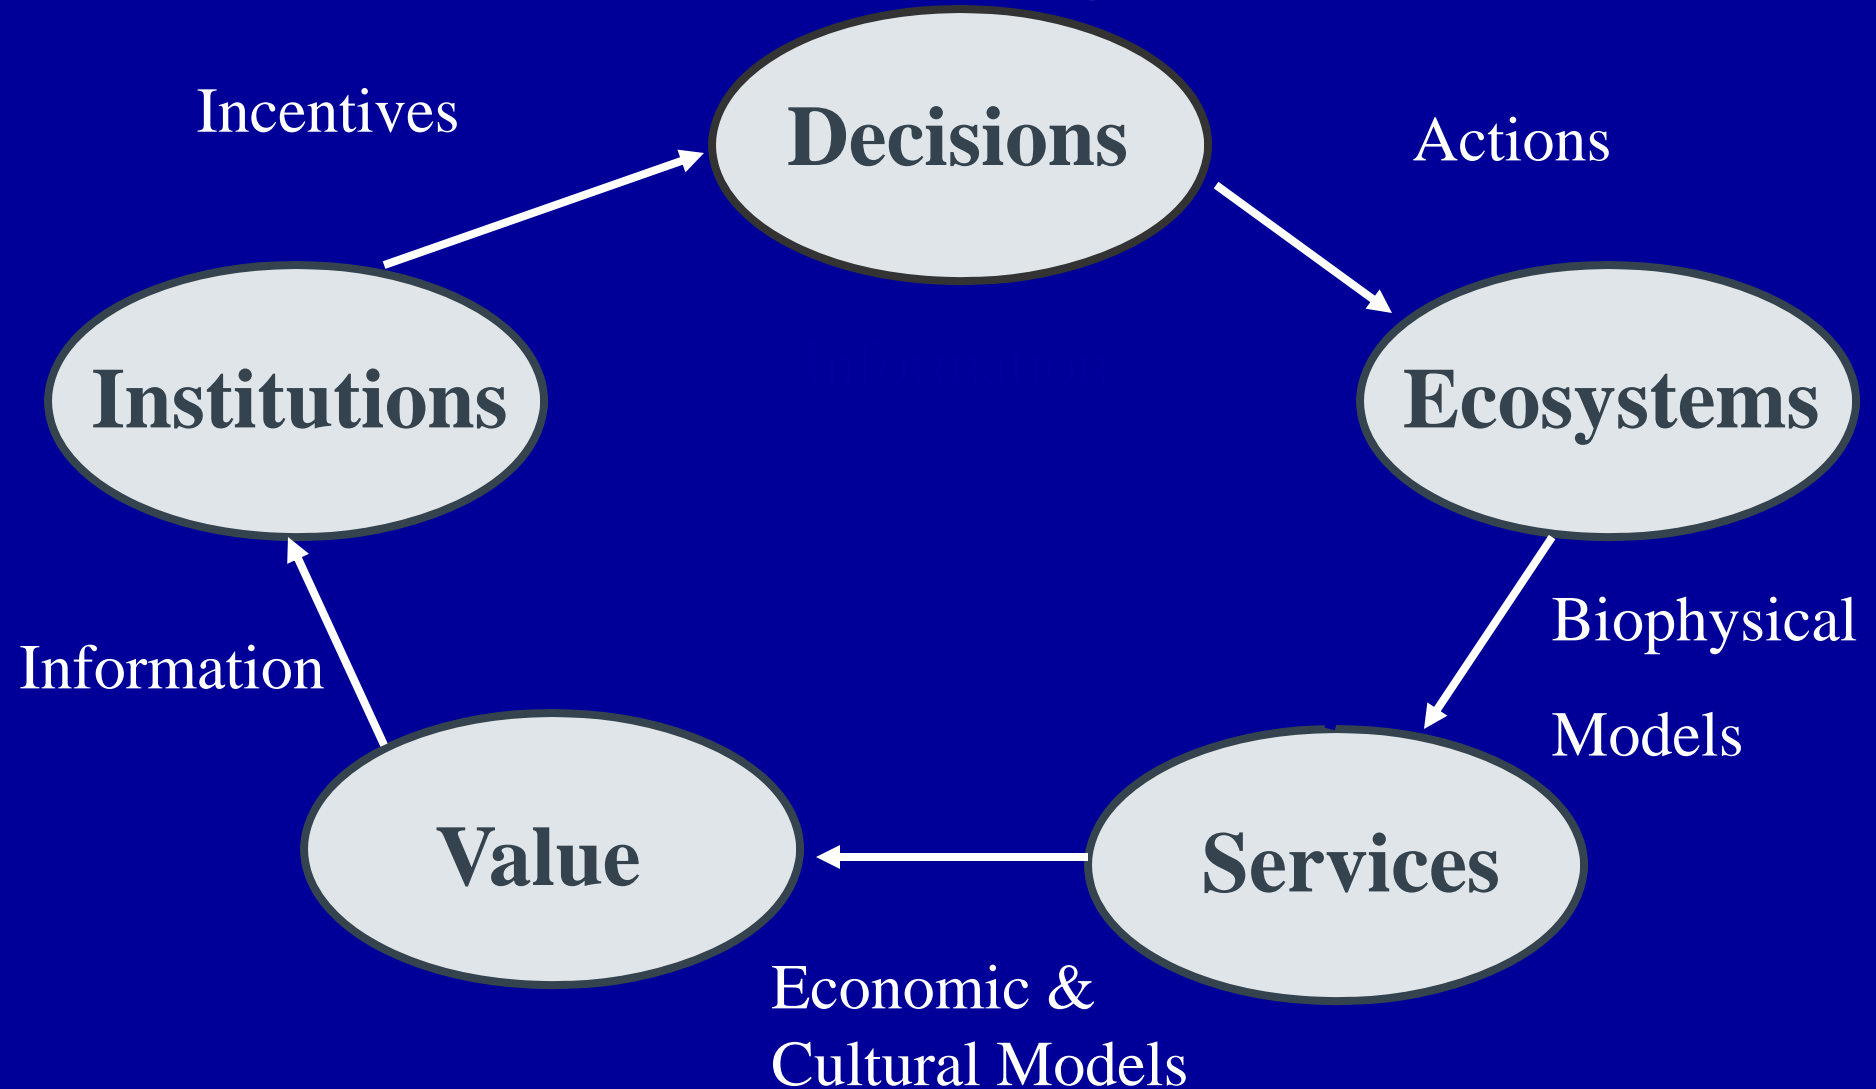 Decisions
Incentives
Actions
Institutions
Ecosystems
Biophysical
Models
Information
Value
Services
Economic &
Cultural Models